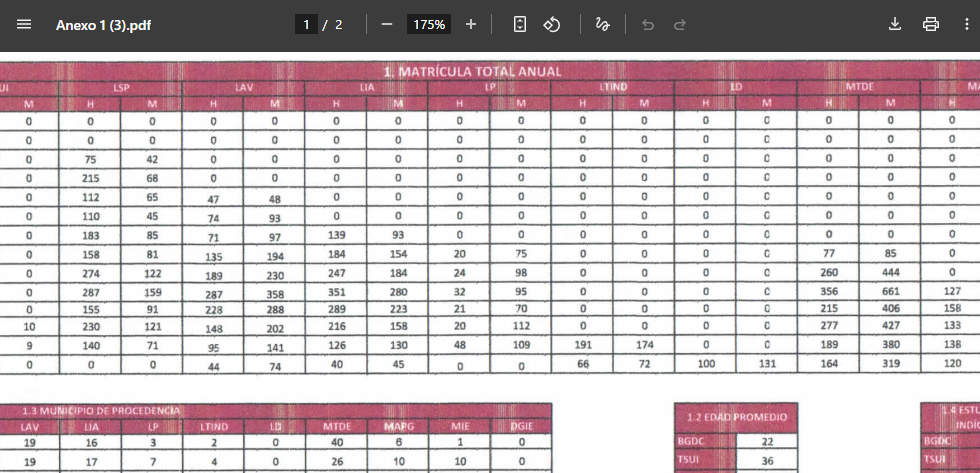 Anexo 1 (3).pdf 1 / 2 175%
1. MATRÍCULA TOTAL ANUAL
UI LSP LAV LIA LP LTIND LD MTDE MA
M H M H M H M H M H M H M H M H
0 0 0 0 0 0 0 0 0 0 0 0 0 0 0 0
0 0 0 0 0 0 0 0 0 0 0 0 0 0 0 0
0 75 42 0 0 0 0 0 0 0 0 0 0 0 0 0
0 215 68 0 0 0 0 0 0 0 0 0 0 0 0 0
0 112 65 47 48 0 0 0 0 0 0 0 0 0 0 0
0 110 45 74 93 0 0 0 0 0 0 0 0 0 0 0
0 183 85 71 97 139 93 0 0 0 0 0 0 0 0 0
0 158 81 135 194 184 154 20 75 0 0 0 0 77 85 0
0 274 122 189 230 247 184 24 98 0 0 0 0 260 444 0
0 287 159 287 358 351 280 32 95 0 0 0 0 356 661 127
0 155 91 228 288 289 223 21 70 0 0 0 0 215 406 158
10 230 121 148 202 216 158 20 112 0 0 0 0 277 427 133
9 140 71 95 141 126 130 48 109 191 174 0 0 189 380 138
0 0 0 44 74 40 45 0 0 66 72 100 131 164 319 120
1.3 MUNICIPIO DE PROCEDENCIA
LAV LIA LP LTIND LD MTDE MAPG MIE DGIE
19 16 3 2 0 40 6 1 0
19 17 7 4 0 26 10 10 0
1.2 EDAD PROMEDIO
BGDC 22
TSUI 36
1.4 ESTU
INDÍG
BGDC
TSUI